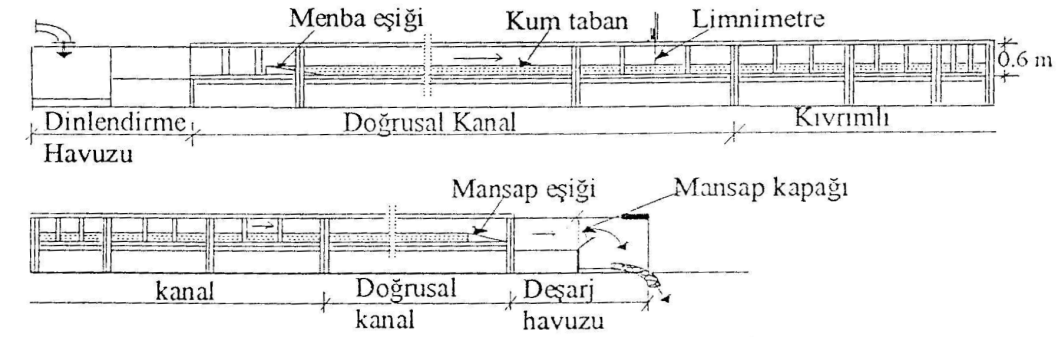 Menba eşiği
Kum taban
Limnimetre
0.6 m
Dinlendirme
Havuzu
Doğrusal Kanal
Kıvrımlı
Mansap eşiği
Mansap kapağı
kanal
Doğrusal
kanal
Deşarj
havuzu